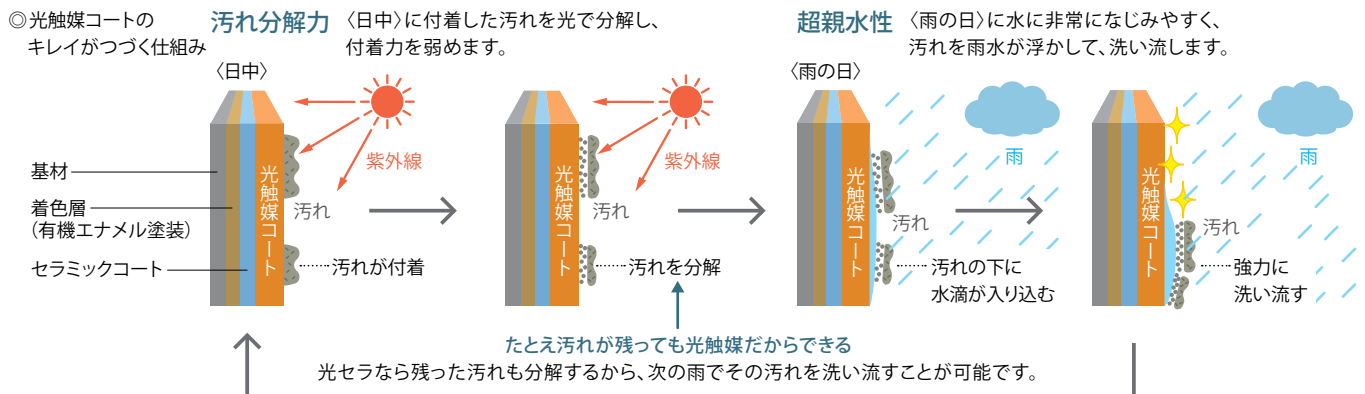 ◎光触媒コートの
キレイがつづく仕組み
汚れ分解力
〈日中〉に付着した汚れを光で分解し、
付着力を弱めます。
超親水性
〈雨の日〉に水に非常になじみやすく、
汚れを雨水が浮かして、洗い流します。
〈日中〉
基材
着色層
(有機エナメル塗装)
セラミックコート
光触媒コート
紫外線
汚れ
汚れが付着
光触媒コート
紫外線
汚れ
汚れを分解
〈雨の日〉
光触媒コート
雨
汚れ
汚れの下に
水滴が入り込む
光触媒コート
雨
汚れ
強力に
洗い流す
たとえ汚れが残っても光触媒だからできる
光セラなら残った汚れも分解するから、次の雨でその汚れを洗い流すことが可能です。